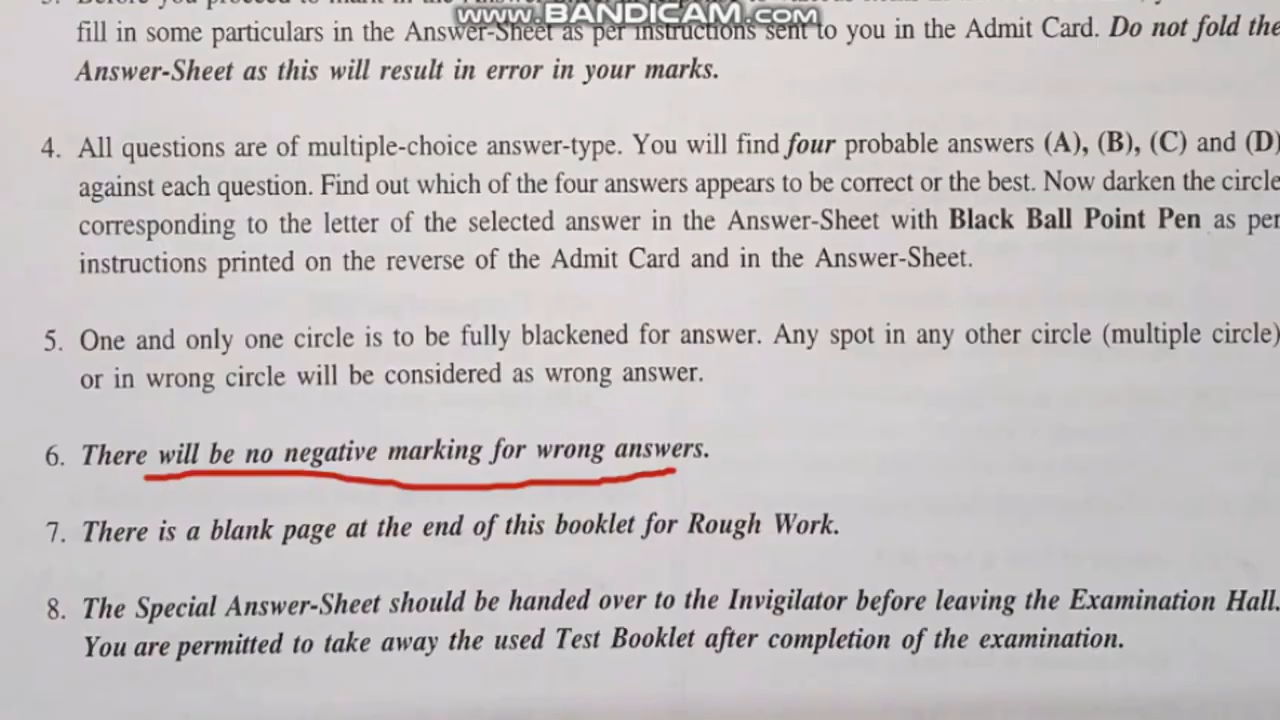 www.BANDICAM.com
fill in some particulars in the Answer-Sheet as per instructions sent to you in the Admit Card. Do not fold the
Answer-Sheet as this will result in error in your marks.
4. All questions are of multiple-choice answer-type. You will find four probable answers (A), (B), (C) and (D)
against each question. Find out which of the four answers appears to be correct or the best. Now darken the circle
corresponding to the letter of the selected answer in the Answer-Sheet with Black Ball Point Pen as per
instructions printed on the reverse of the Admit Card and in the Answer-Sheet.
5. One and only one circle is to be fully blackened for answer. Any spot in any other circle (multiple circle)
or in wrong circle will be considered as wrong answer.
6. There will be no negative marking for wrong answers.
7. There is a blank page at the end of this booklet for Rough Work.
8. The Special Answer-Sheet should be handed over to the Invigilator before leaving the Examination Hall.
You are permitted to take away the used Test Booklet after completion of the examination.